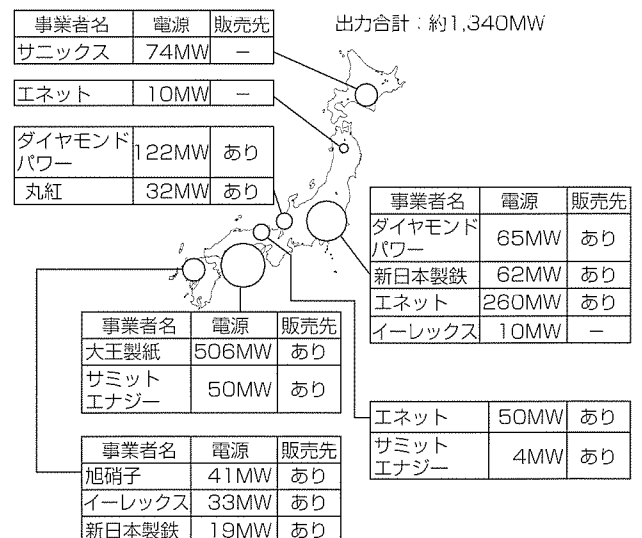 出力合計：約1,340MW
事業者名 電源 販売先
サニックス 74MW −
エネット 10MW −
ダイヤモンド
パワー 122MW あり
丸紅 32MW あり
事業者名 電源 販売先
ダイヤモンド
パワー 65MW あり
新日本製鉄 62MW あり
エネット 260MW あり
イーレックス 10MW −
事業者名 電源 販売先
大王製紙 506MW あり
サミット
エナジー 50MW あり
エネット 50MW あり
サミット
エナジー 4MW あり
事業者名 電源 販売先
旭硝子 41MW あり
イーレックス 33MW あり
新日本製鉄 19MW あり